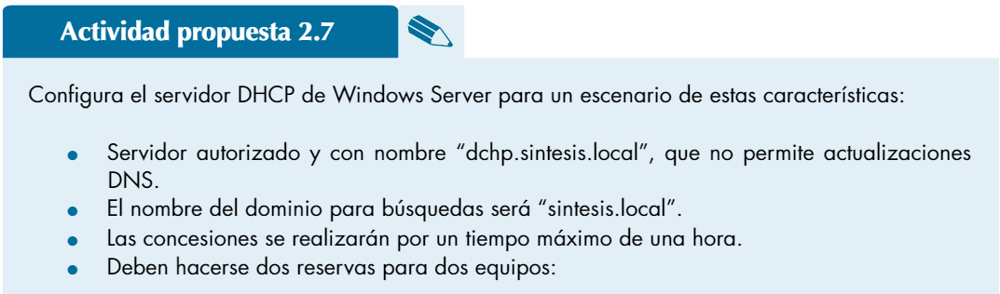 Actividad propuesta 2.7
Configura el servidor DHCP de Windows Server para un escenario de estas características:
● Servidor autorizado y con nombre “dchp.sintesis.local”, que no permite actualizaciones
DNS.
● El nombre del dominio para búsquedas será “sintesis.local”.
● Las concesiones se realizarán por un tiempo máximo de una hora.
● Deben hacerse dos reservas para dos equipos: